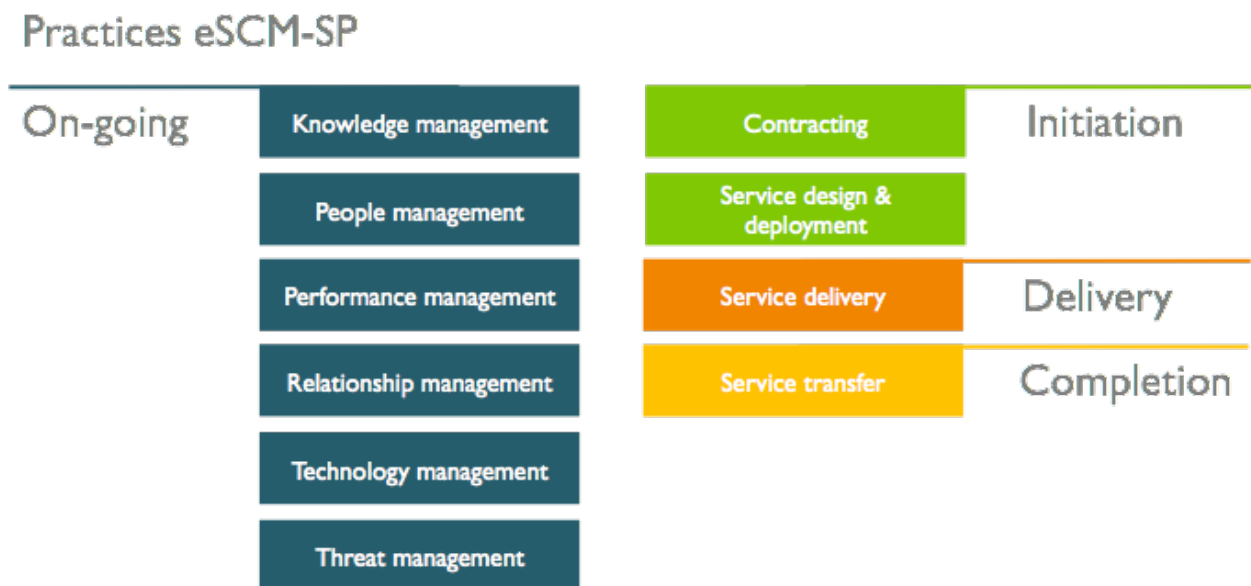 Practices eSCM-SP
On-going
Knowledge management
People management
Performance management
Relationship management
Technology management
Threat management
Contracting
Service design &
deployment
Service delivery
Service transfer
Initiation
Delivery
Completion